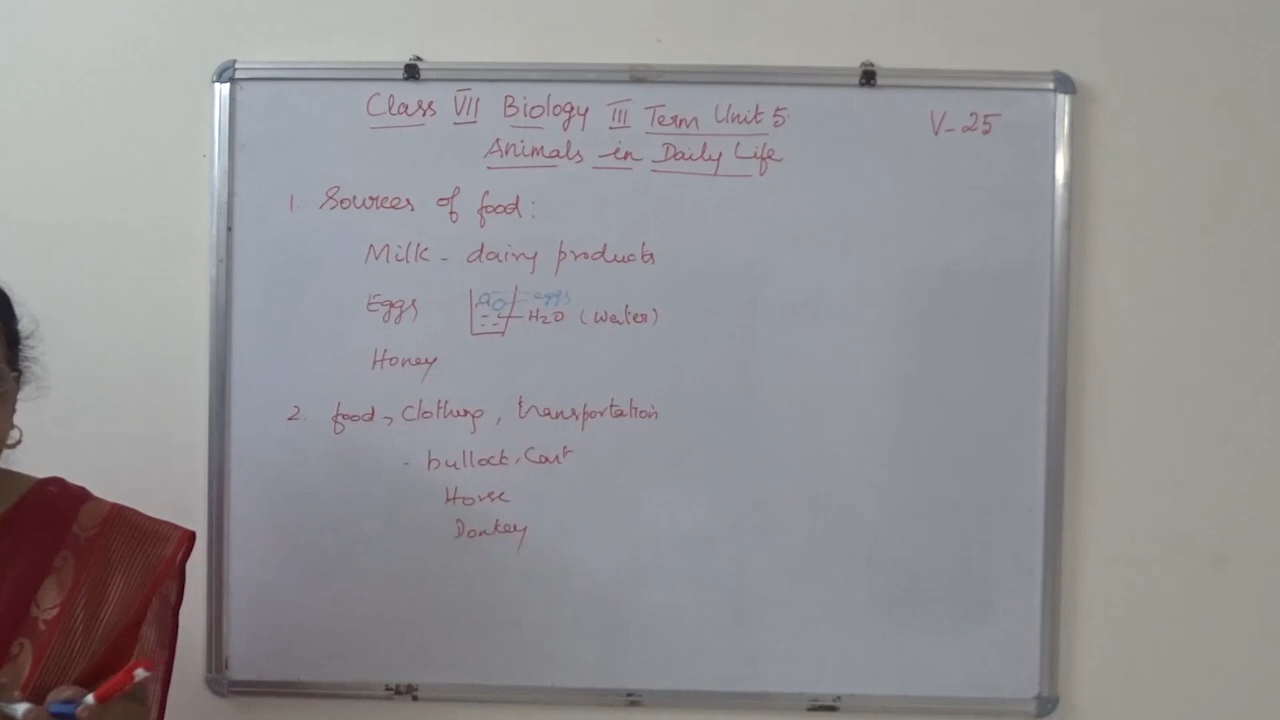 Class VII Biology III Term Unit 5
V-25
Animals in Daily Life
1. Sources of food:
Milk - dairy products
Eggs
eggs
H2O (water)
Honey
2. food, Clothing, transportation
- bullock, Cart
Horse
Donkey